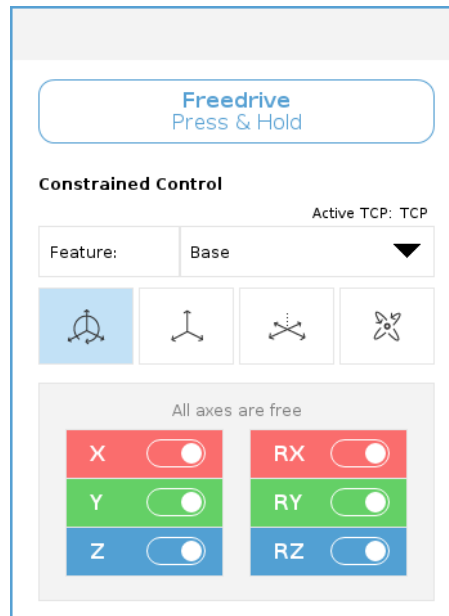 Freedrive
Press & Hold
Constrained Control
Active TCP: TCP
Feature: Base
All axes are free
X RX
Y RY
Z RZ